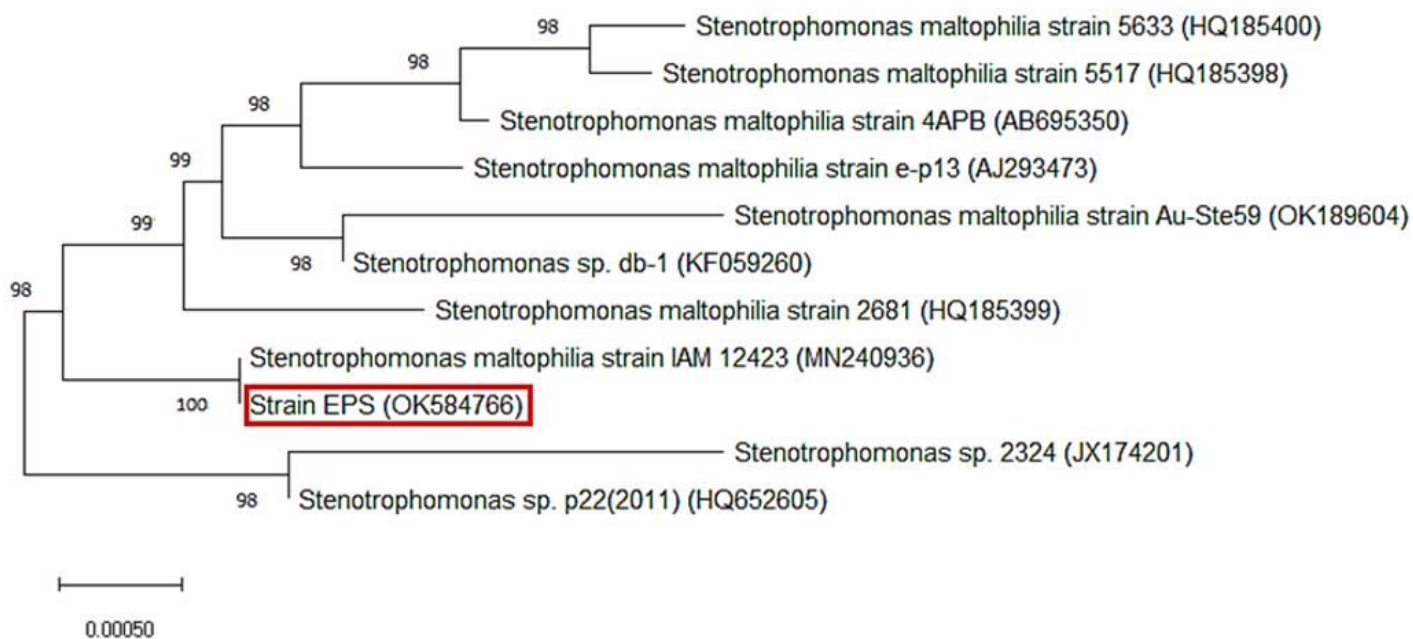 98
Stenotrophomonas maltophilia strain 5633 (HQ185400)
98
Stenotrophomonas maltophilia strain 5517 (HQ185398)
98
Stenotrophomonas maltophilia strain 4APB (AB695350)
99
Stenotrophomonas maltophilia strain e-p13 (AJ293473)
99
Stenotrophomonas maltophilia strain Au-Ste59 (OK189604)
98
Stenotrophomonas sp. db-1 (KF059260)
98
Stenotrophomonas maltophilia strain 2681 (HQ185399)
Stenotrophomonas maltophilia strain IAM 12423 (MN240936)
100
Strain EPS (OK584766)
Stenotrophomonas sp. 2324 (JX174201)
98
Stenotrophomonas sp. p22(2011) (HQ652605)
0.00050